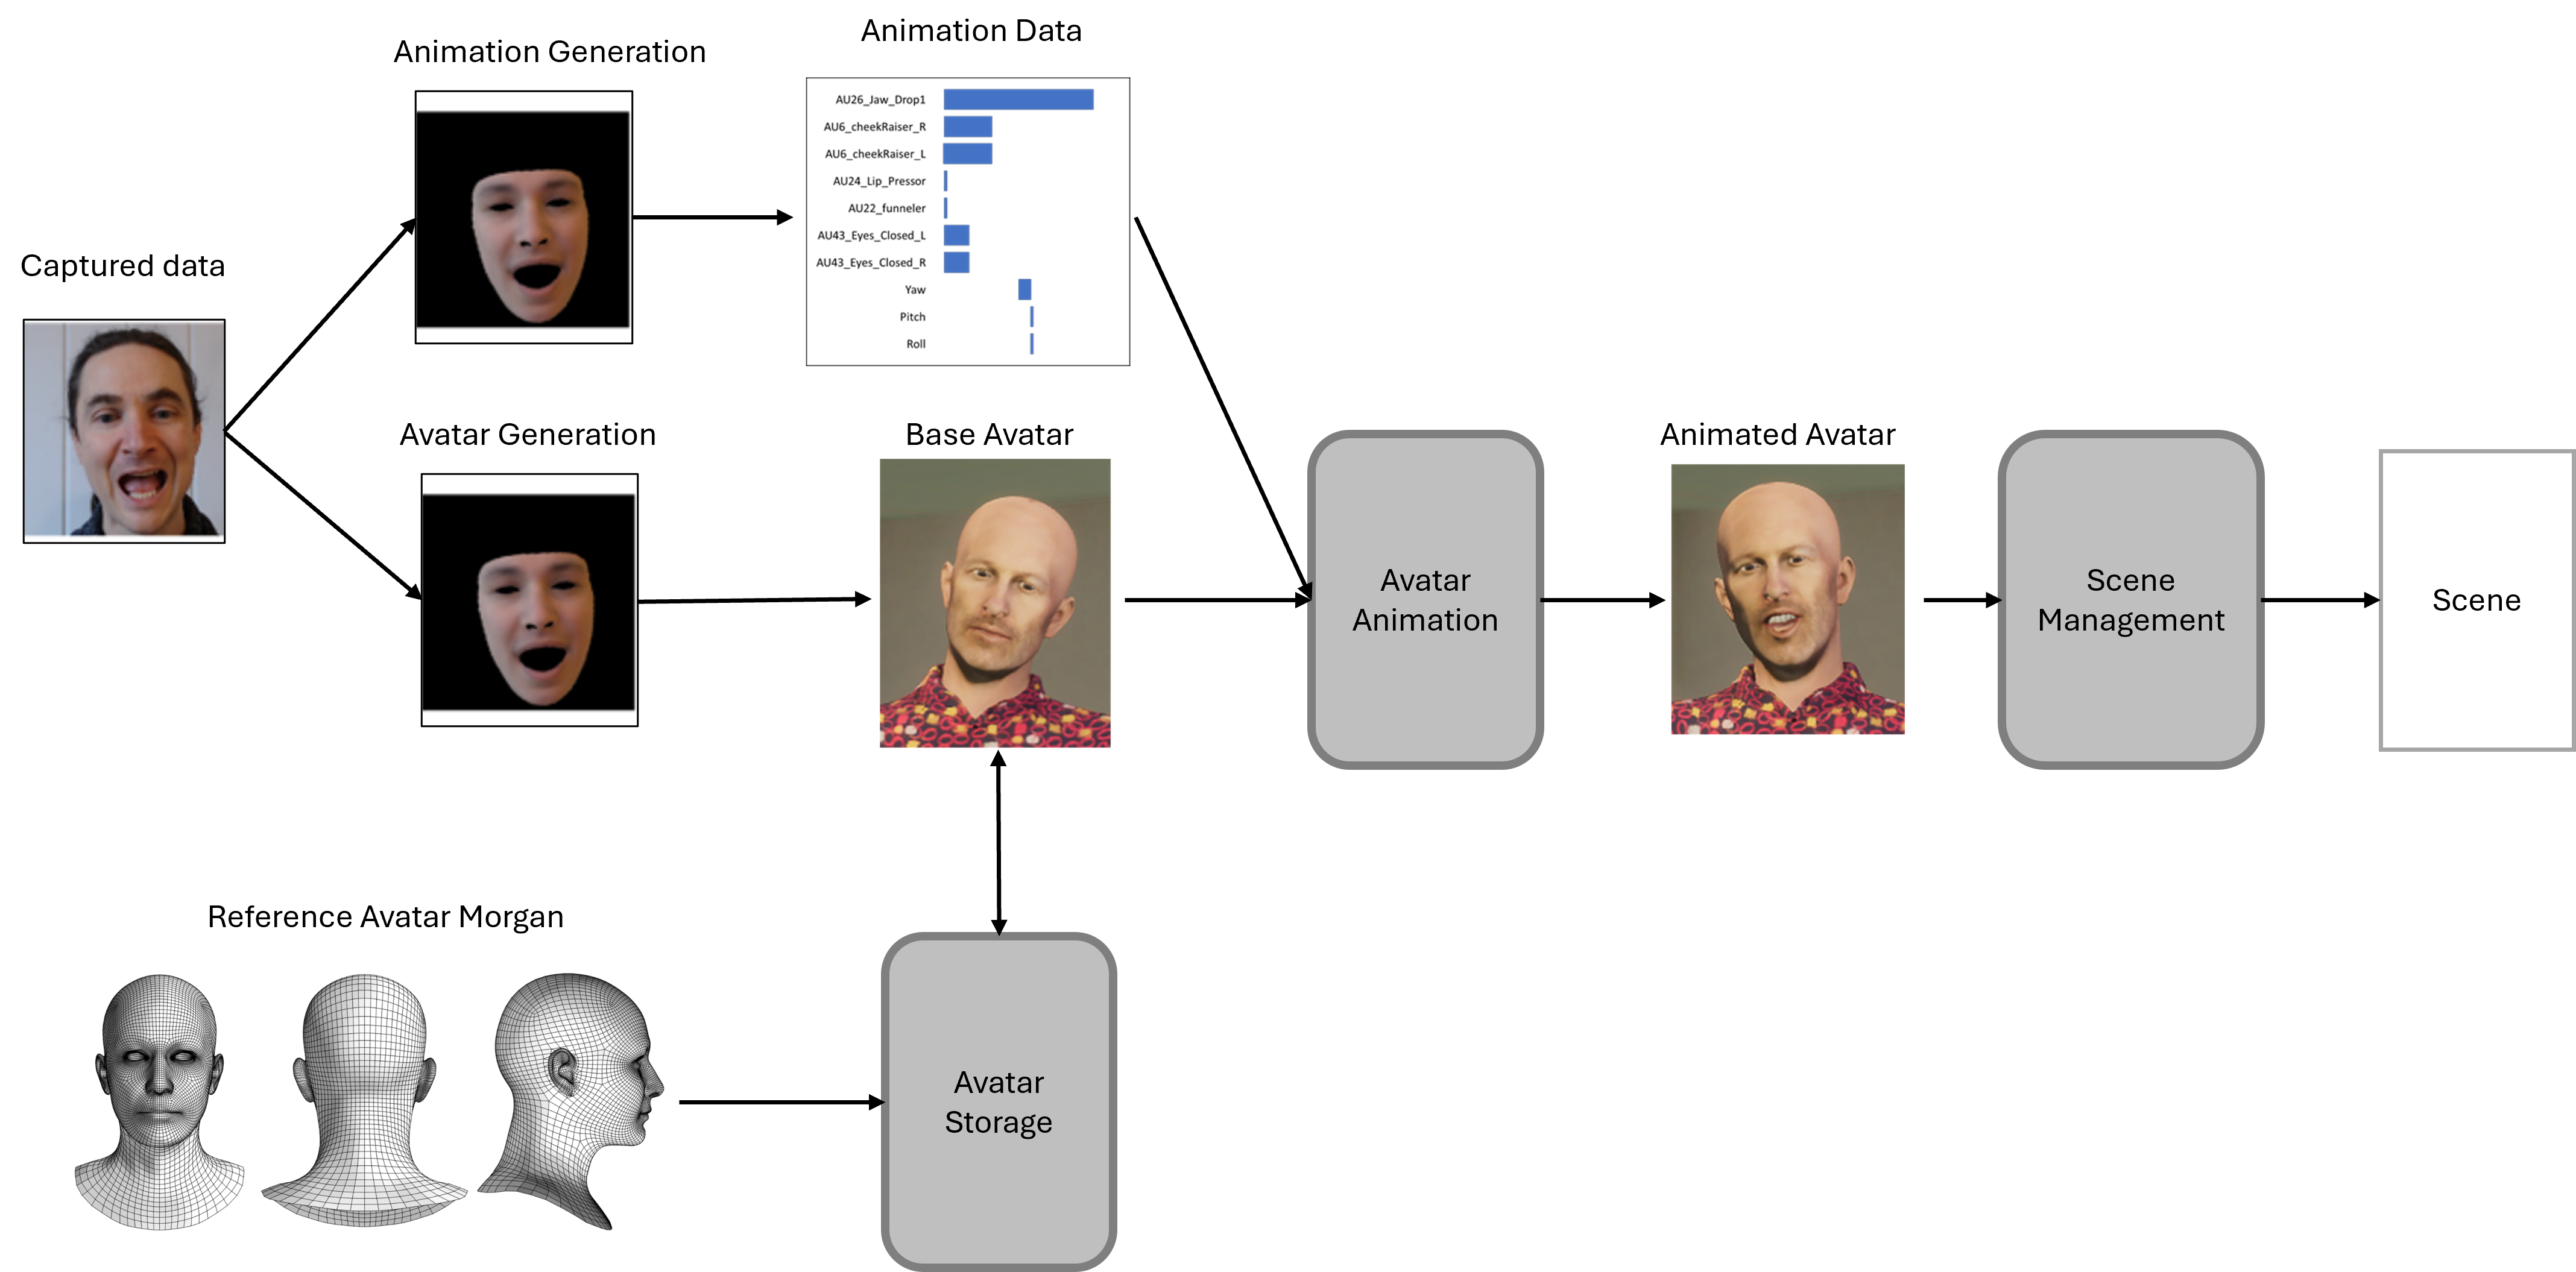 Animation Data
Animation Generation
AU26_Jaw_Drop1
AU6_cheekRaiser_R
AU6_cheekRaiser_L
AU24_Lip_Pressor
AU22_funneler
AU43_Eyes_Closed_L
AU43_Eyes_Closed_R
Yaw
Pitch
Roll
Captured data
Avatar Generation
Base Avatar
Animated Avatar
Avatar
Animation
Scene
Management
Scene
Reference Avatar Morgan
Avatar
Storage